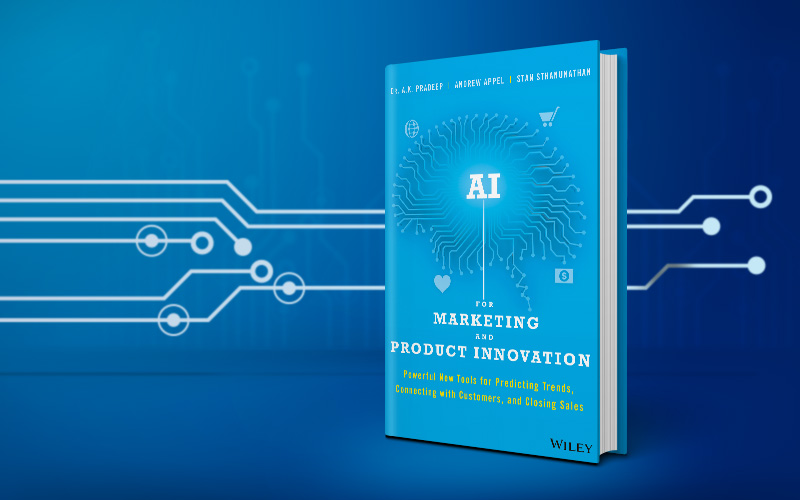 DR. A.K. PRADEEP | ANDREW APPEL | STAN STHANUNATHAN
AI
FOR
MARKETING
AND
PRODUCT INNOVATION
Powerful New Tools for Predicting Trends,
Connecting with Customers, and Closing Sales
WILEY